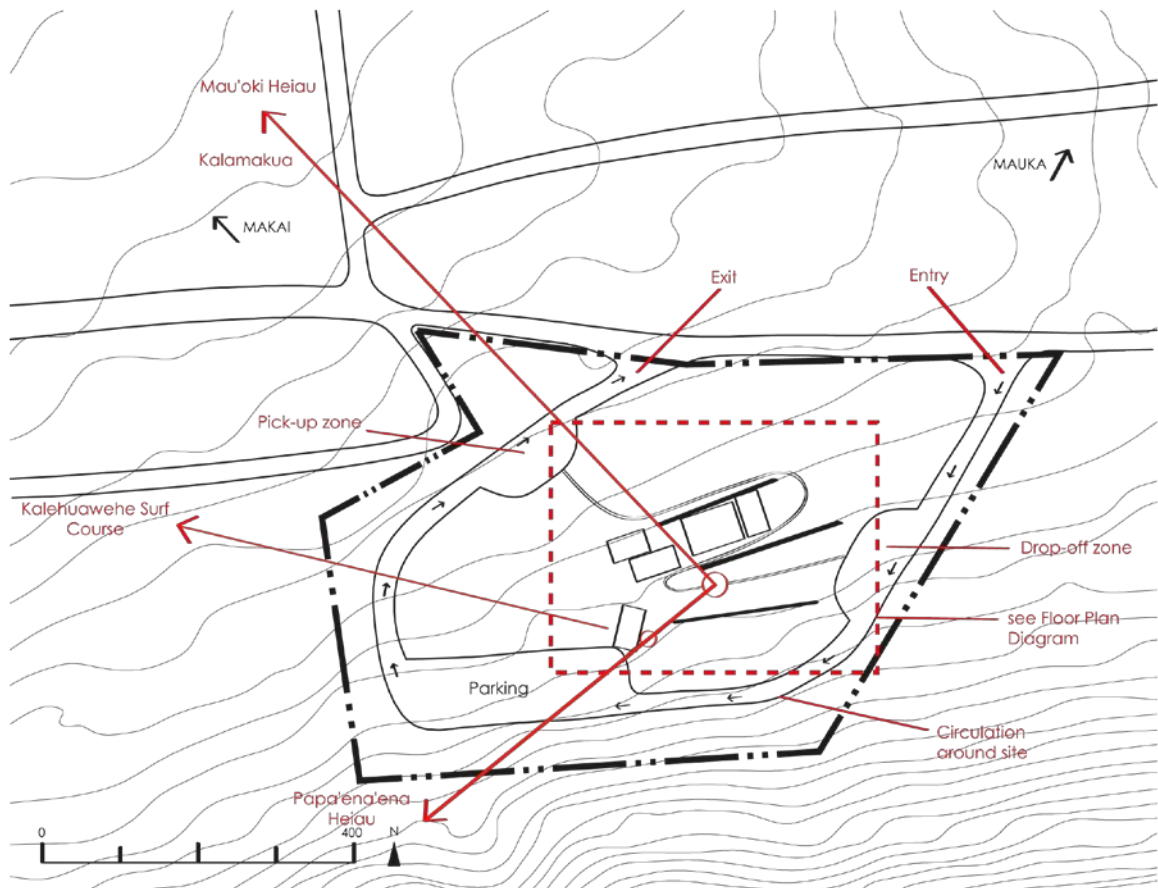 Mau'oki Heiau
Kalamakua
MAKAI
MAUKA
Exit
Entry
Pick-up zone
Kalehuawehe Surf
Course
Drop-off zone
see Floor Plan
Diagram
Parking
Circulation
around site
Papa'ena'ena
Heiau
0
400
N